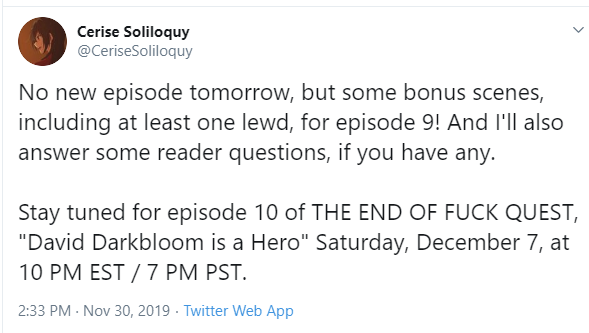 Cerise Soliloquy
@CeriseSoliloquy
No new episode tomorrow, but some bonus scenes,
including at least one lewd, for episode 9! And I'll also
answer some reader questions, if you have any.
Stay tuned for episode 10 of THE END OF FUCK QUEST,
"David Darkbloom is a Hero" Saturday, December 7, at
10 PM EST / 7 PM PST.
2:33 PM · Nov 30, 2019 · Twitter Web App